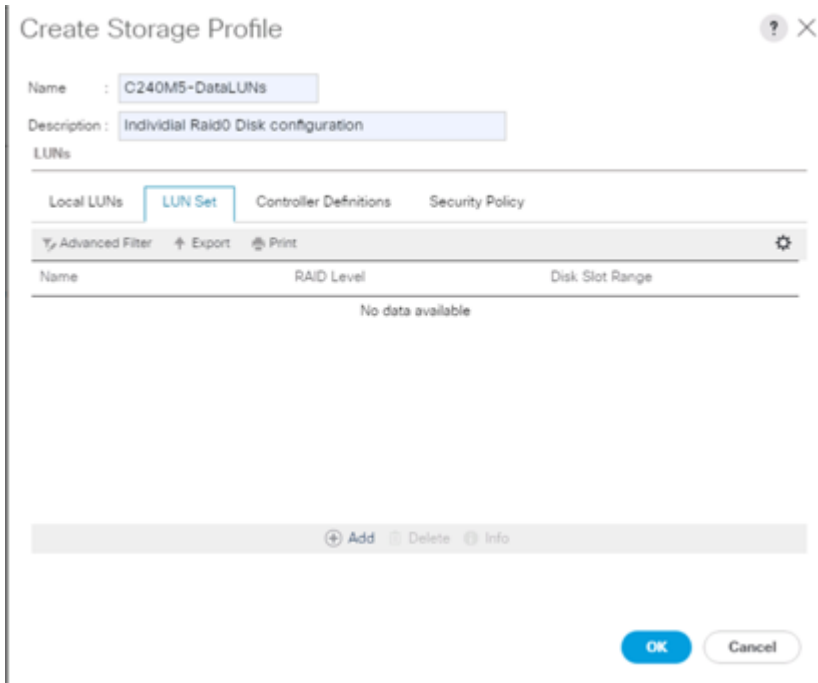 Create Storage Profile ?
Name : C240M5-DataLUNs
Description : Individial Raid0 Disk configuration
LUNs
Local LUNs LUN Set Controller Definitions Security Policy
Advanced Filter Export Print
Name RAID Level Disk Slot Range
No data available
Add Delete Info
OK Cancel